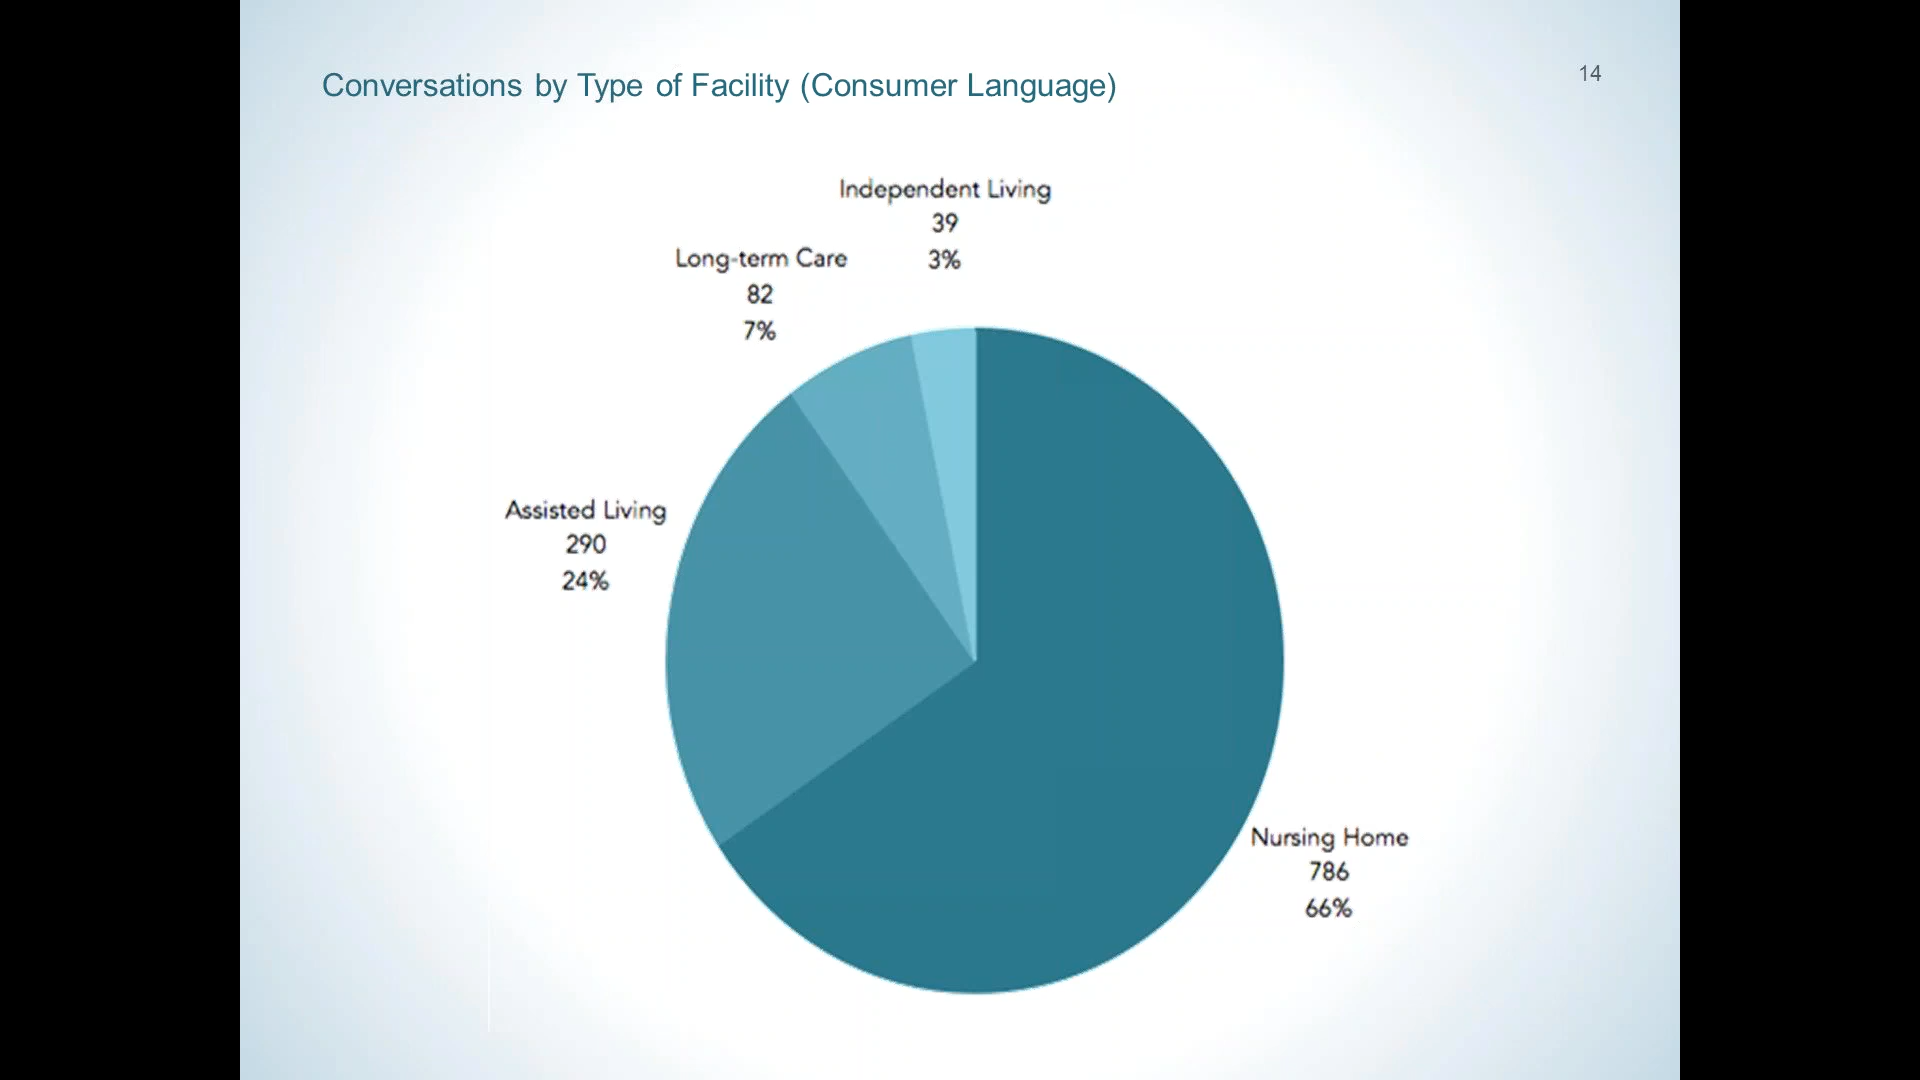 Conversations by Type of Facility (Consumer Language)
14
Independent Living
39
3%
Long-term Care
82
7%
Assisted Living
290
24%
Nursing Home
786
66%